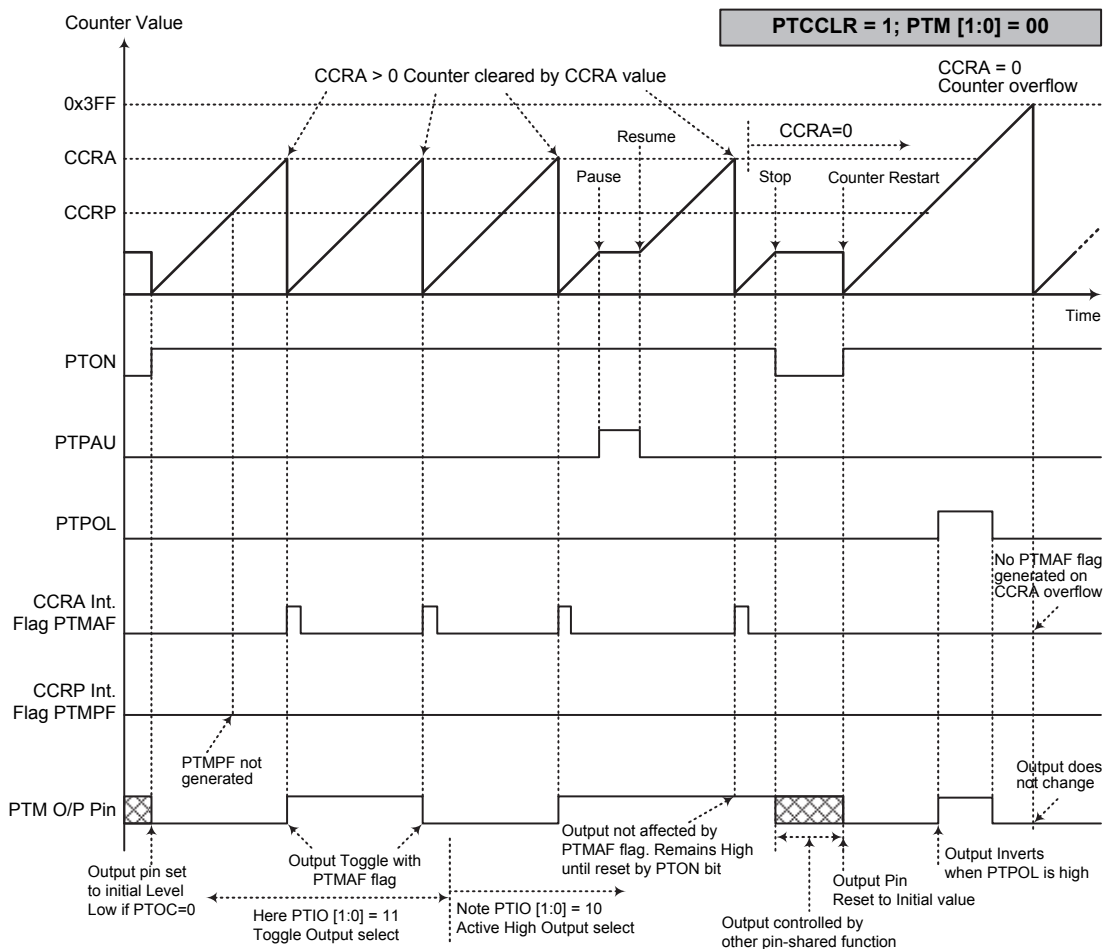 Counter Value
PTCCLR = 1; PTM [1:0] = 00
CCRA > 0 Counter cleared by CCRA value
CCRA = 0
Counter overflow
0x3FF
CCRA
CCRP
Resume
CCRA=0
Pause
Stop
Counter Restart
Time
PTON
PTPAU
PTPOL
No PTMAF flag
generated on
CCRA overflow
CCRA Int.
Flag PTMAF
CCRP Int.
Flag PTMPF
PTMPF not
generated
Output does
not change
PTM O/P Pin
Output pin set
to initial Level
Low if PTOC=0
Output Toggle with
PTMAF flag
Here PTIO [1:0] = 11
Toggle Output select
Note PTIO [1:0] = 10
Active High Output select
Output not affected by
PTMAF flag. Remains High
until reset by PTON bit
Output controlled by
other pin-shared function
Output Pin
Reset to Initial value
Output Inverts
when PTPOL is high